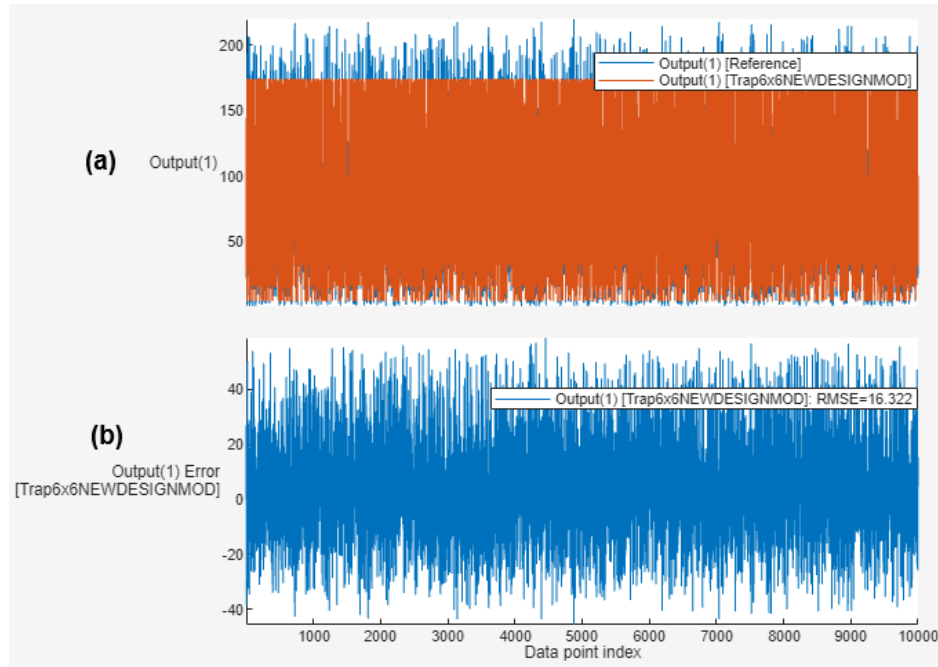 200
Output(1) [Reference]
Output(1) [Trap6x6NEWDESIGNMOD]
150
(a)
Output(1)
100
50
40
Output(1) [Trap6x6NEWDESIGNMOD]: RMSE=16.322
20
(b)
Output(1) Error
[Trap6x6NEWDESIGNMOD]
0
-20
-40
1000 2000 3000 4000 5000 6000 7000 8000 9000 10000
Data point index